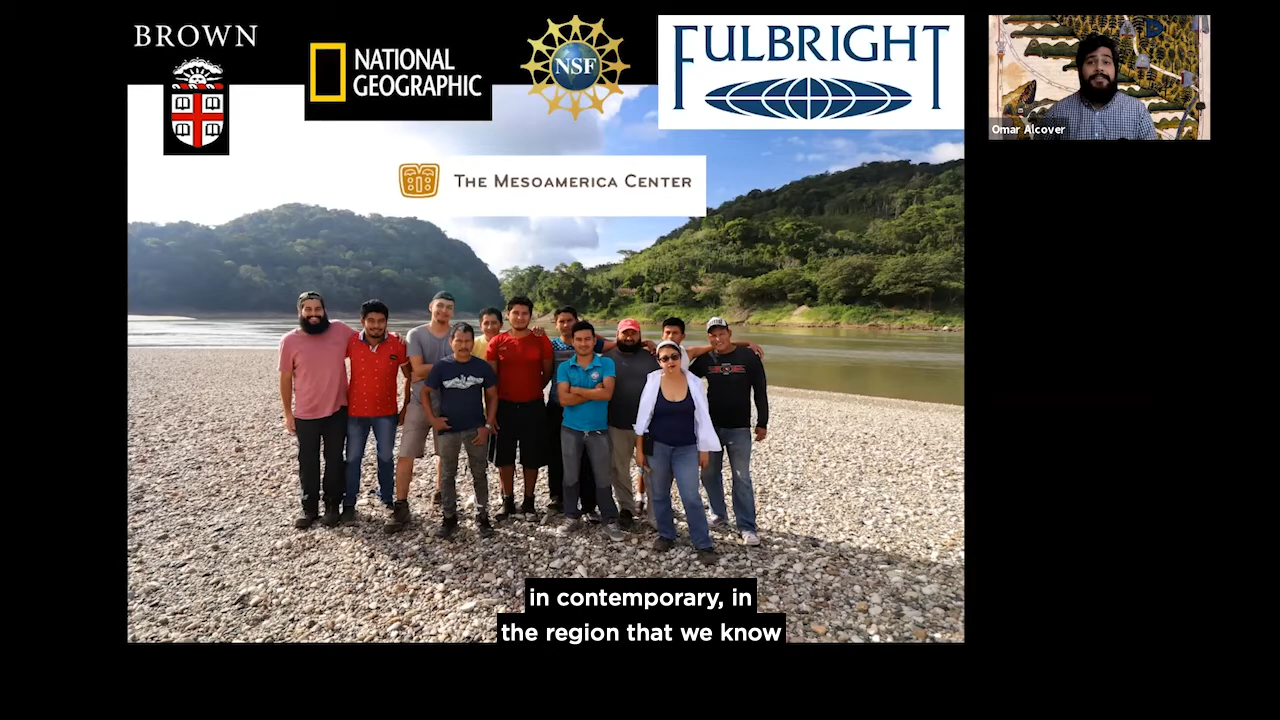 BROWN
NATIONAL
GEOGRAPHIC
NSF
FULBRIGHT
THE MESOAMERICA CENTER
Omar Alcover
in contemporary, in
the region that we know